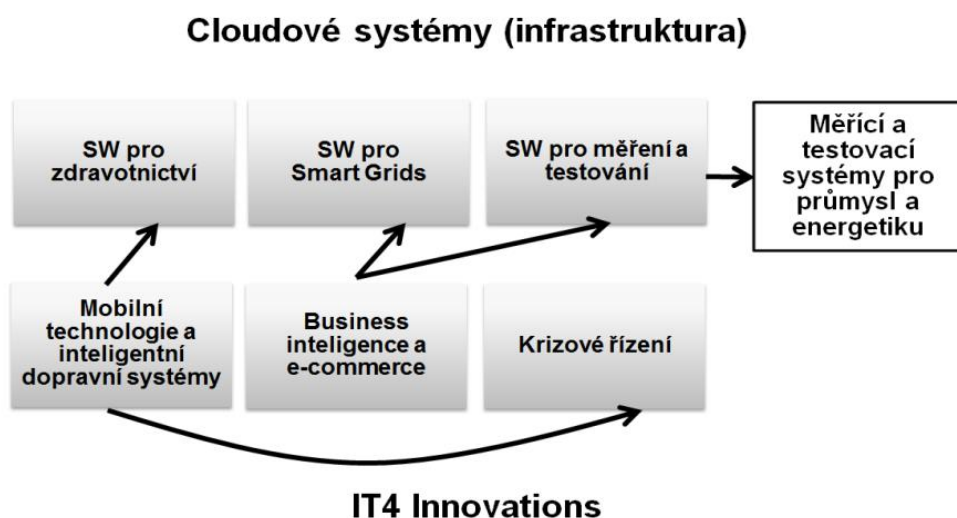 Cloudové systémy (infrastruktura)
SW pro
zdravotnictví
SW pro
Smart Grids
SW pro měření a
testování
Měřící a
testovací
systémy pro
průmysl a
energetiku
Mobilní
technologie a
inteligentní
dopravní systémy
Business
inteligence a
e-commerce
Krizové řízení
IT4 Innovations